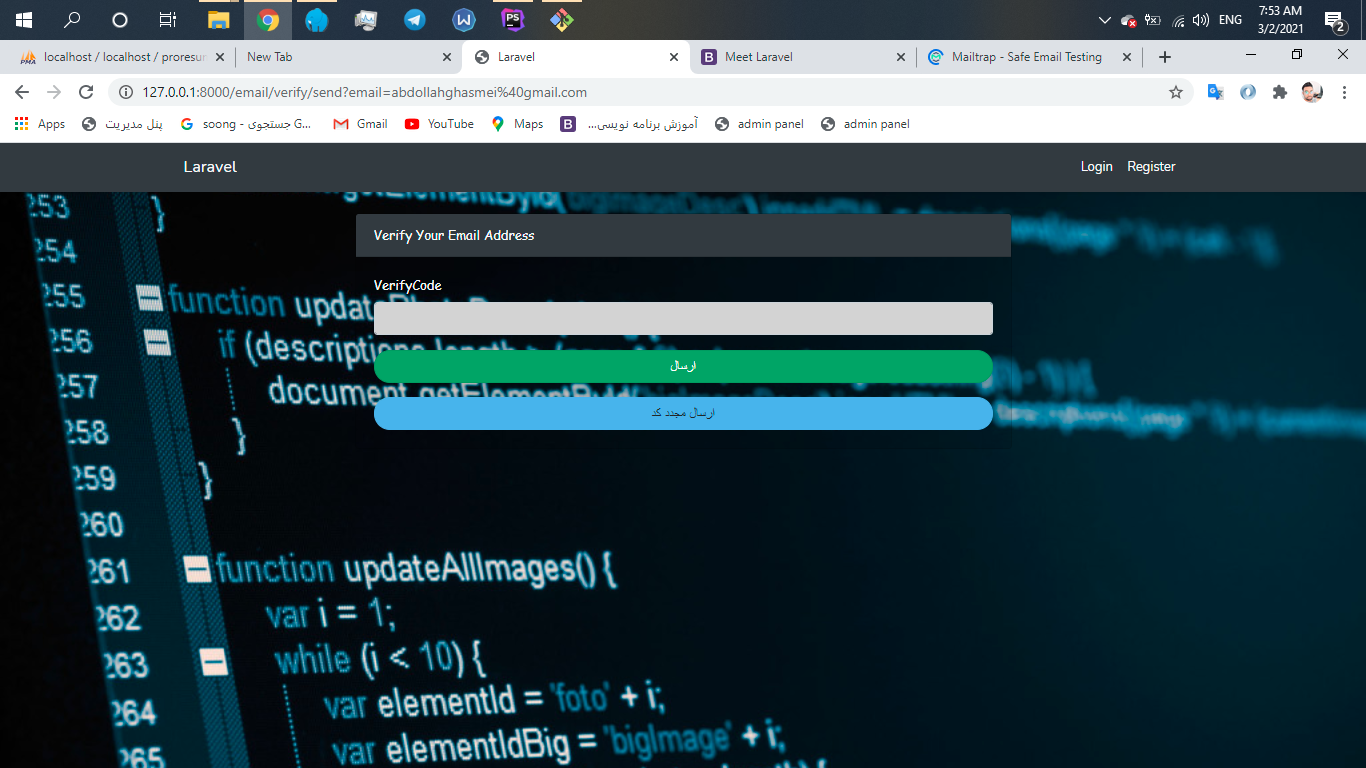 7:53 AM
ENG
3/2/2021
2
localhost / localhost / proresur
New Tab
Laravel
Meet Laravel
Mailtrap - Safe Email Testing
127.0.0.1:8000/email/verify/send?email=abdollahghasmei%40gmail.com
Apps
پنل مدیریت
soong - جستجوی G...
Gmail
YouTube
Maps
آموزش برنامه نویسی...
admin panel
admin panel
Laravel
Login
Register
253 }
Verify Your Email Address
254
VerifyCode
255 function
256 if (descriptions.length
ارسال
257 document.getElementById(
ارسال مجدد کد
258 }
259 }
260
261 function updateAllImages() {
262 var i = 1;
263 while (i < 10) {
264 var elementId = 'foto' + i;
265 var elementIdBig = 'bigImage' + i;